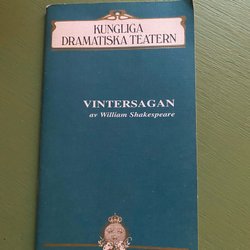 KUNGLIGA
DRAMATISKA TEATERN
VINTERSAGAN
av William Shakespeare